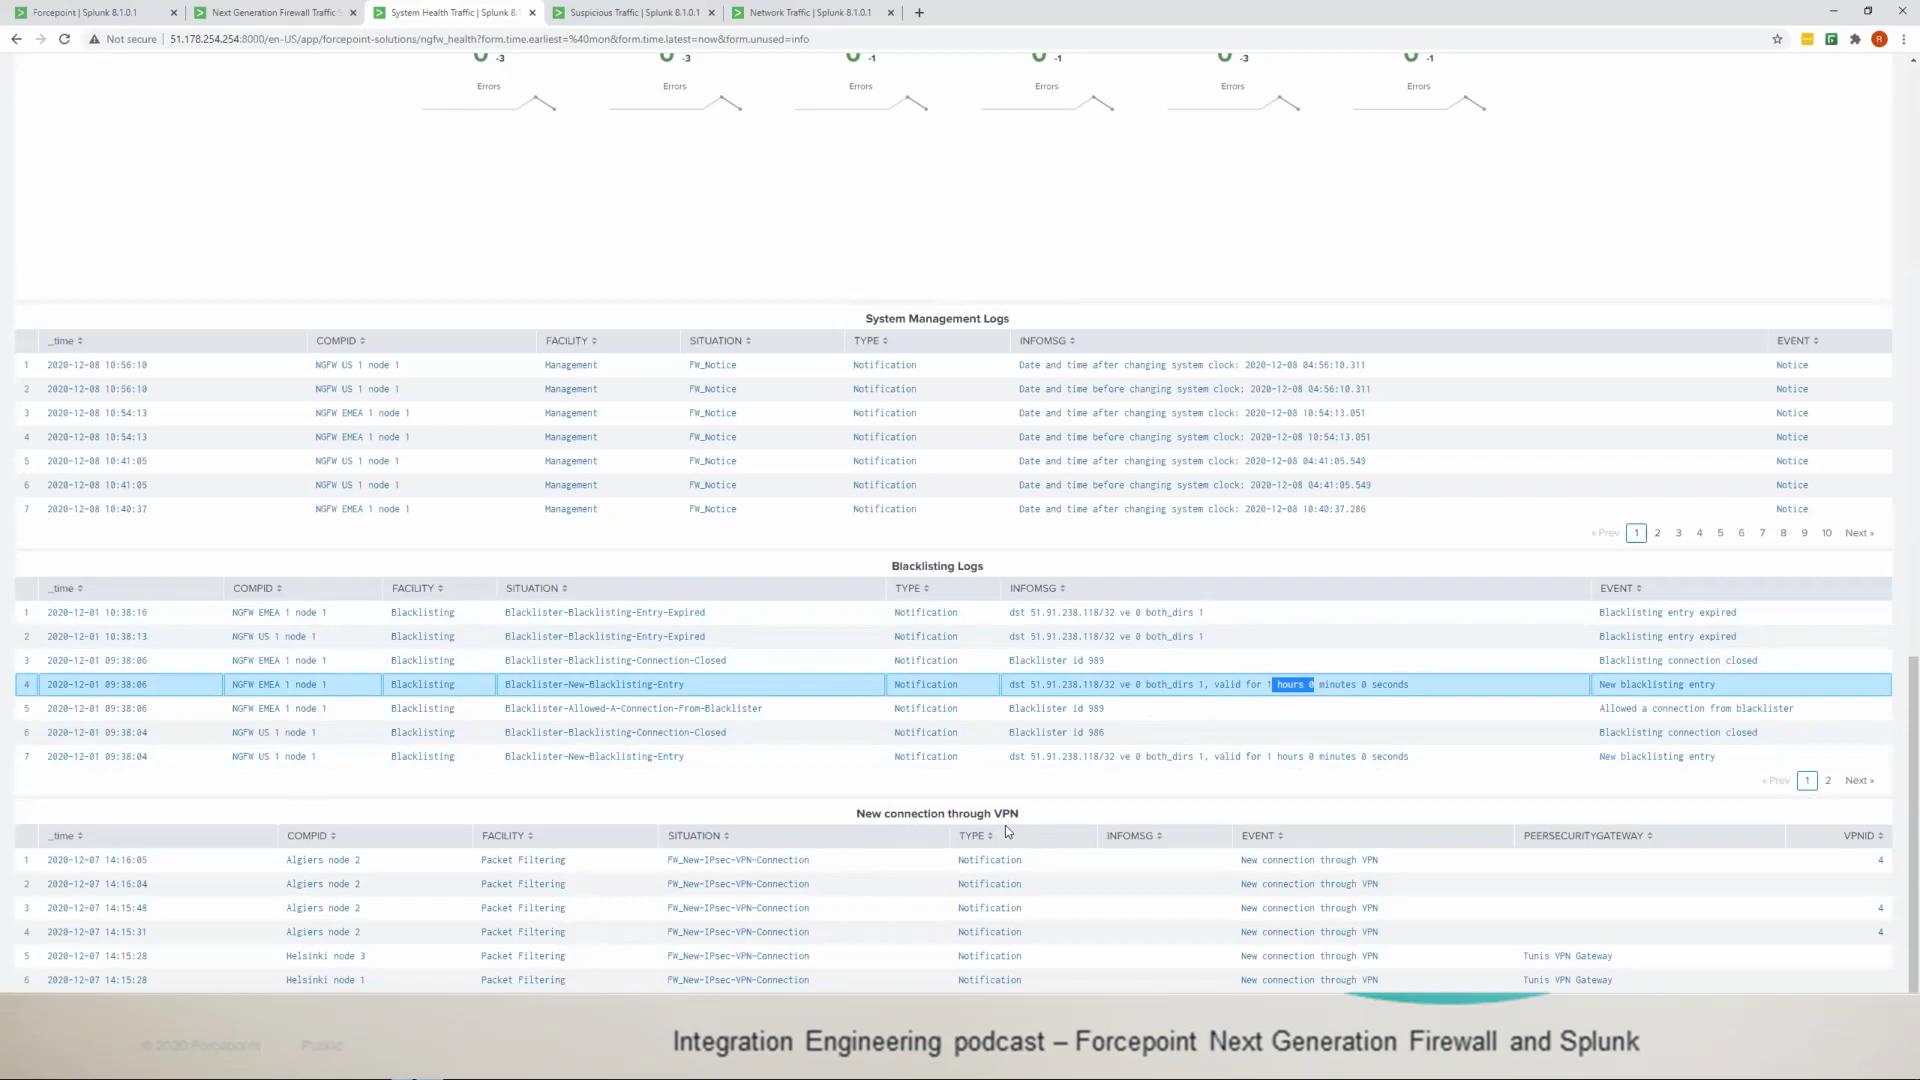 Forcepoint | Splunk 8.1.0.1
Next Generation Firewall Traffic S
System Health Traffic | Splunk 8.1
Suspicious Traffic | Splunk 8.1.0.1
Network Traffic | Splunk 8.1.0.1
Not secure | 51.178.254.254:8000/en-US/app/forcepoint-solutions/ngfw_health?form.time.earliest=%40mon&form.time.latest=now&form.unused=info
0 -3 0 -3 0 -1 0 -1 0 -3 0 -1
Errors Errors Errors Errors Errors Errors
System Management Logs
_time COMPID FACILITY SITUATION TYPE INFOMSG EVENT
1 2020-12-08 10:56:10 NGFW US 1 node 1 Management FW_Notice Notification Date and time after changing system clock: 2020-12-08 04:56:10.311 Notice
2 2020-12-08 10:56:10 NGFW US 1 node 1 Management FW_Notice Notification Date and time before changing system clock: 2020-12-08 04:56:10.311 Notice
3 2020-12-08 10:54:13 NGFW EMEA 1 node 1 Management FW_Notice Notification Date and time after changing system clock: 2020-12-08 10:54:13.051 Notice
4 2020-12-08 10:54:13 NGFW EMEA 1 node 1 Management FW_Notice Notification Date and time before changing system clock: 2020-12-08 10:54:13.051 Notice
5 2020-12-08 10:41:05 NGFW US 1 node 1 Management FW_Notice Notification Date and time after changing system clock: 2020-12-08 04:41:05.549 Notice
6 2020-12-08 10:41:05 NGFW US 1 node 1 Management FW_Notice Notification Date and time before changing system clock: 2020-12-08 04:41:05.549 Notice
7 2020-12-08 10:40:37 NGFW EMEA 1 node 1 Management FW_Notice Notification Date and time after changing system clock: 2020-12-08 10:40:37.286 Notice
« Prev 1 2 3 4 5 6 7 8 9 10 Next »
Blacklisting Logs
_time COMPID FACILITY SITUATION TYPE INFOMSG EVENT
1 2020-12-01 10:38:16 NGFW EMEA 1 node 1 Blacklisting Blacklister-Blacklisting-Entry-Expired Notification dst 51.91.238.118/32 ve 0 both_dirs 1 Blacklisting entry expired
2 2020-12-01 10:38:13 NGFW US 1 node 1 Blacklisting Blacklister-Blacklisting-Entry-Expired Notification dst 51.91.238.118/32 ve 0 both_dirs 1 Blacklisting entry expired
3 2020-12-01 09:38:06 NGFW EMEA 1 node 1 Blacklisting Blacklister-Blacklisting-Connection-Closed Notification Blacklister id 989 Blacklisting connection closed
4 2020-12-01 09:38:06 NGFW EMEA 1 node 1 Blacklisting Blacklister-New-Blacklisting-Entry Notification dst 51.91.238.118/32 ve 0 both_dirs 1, valid for 1 hours 0 minutes 0 seconds New blacklisting entry
5 2020-12-01 09:38:06 NGFW EMEA 1 node 1 Blacklisting Blacklister-Allowed-A-Connection-From-Blacklister Notification Blacklister id 989 Allowed a connection from blacklister
6 2020-12-01 09:38:04 NGFW US 1 node 1 Blacklisting Blacklister-Blacklisting-Connection-Closed Notification Blacklister id 986 Blacklisting connection closed
7 2020-12-01 09:38:04 NGFW US 1 node 1 Blacklisting Blacklister-New-Blacklisting-Entry Notification dst 51.91.238.118/32 ve 0 both_dirs 1, valid for 1 hours 0 minutes 0 seconds New blacklisting entry
« Prev 1 2 Next »
New connection through VPN
_time COMPID FACILITY SITUATION TYPE INFOMSG EVENT PEERSECURITYGATEWAY VPNID
1 2020-12-07 14:16:05 Algiers node 2 Packet Filtering FW_New-IPsec-VPN-Connection Notification New connection through VPN 4
2 2020-12-07 14:16:04 Algiers node 2 Packet Filtering FW_New-IPsec-VPN-Connection Notification New connection through VPN
3 2020-12-07 14:15:48 Algiers node 2 Packet Filtering FW_New-IPsec-VPN-Connection Notification New connection through VPN 4
4 2020-12-07 14:15:31 Algiers node 2 Packet Filtering FW_New-IPsec-VPN-Connection Notification New connection through VPN 4
5 2020-12-07 14:15:28 Helsinki node 3 Packet Filtering FW_New-IPsec-VPN-Connection Notification New connection through VPN Tunis VPN Gateway
6 2020-12-07 14:15:28 Helsinki node 1 Packet Filtering FW_New-IPsec-VPN-Connection Notification New connection through VPN Tunis VPN Gateway
© 2020 Forcepoint Public
Integration Engineering podcast – Forcepoint Next Generation Firewall and Splunk